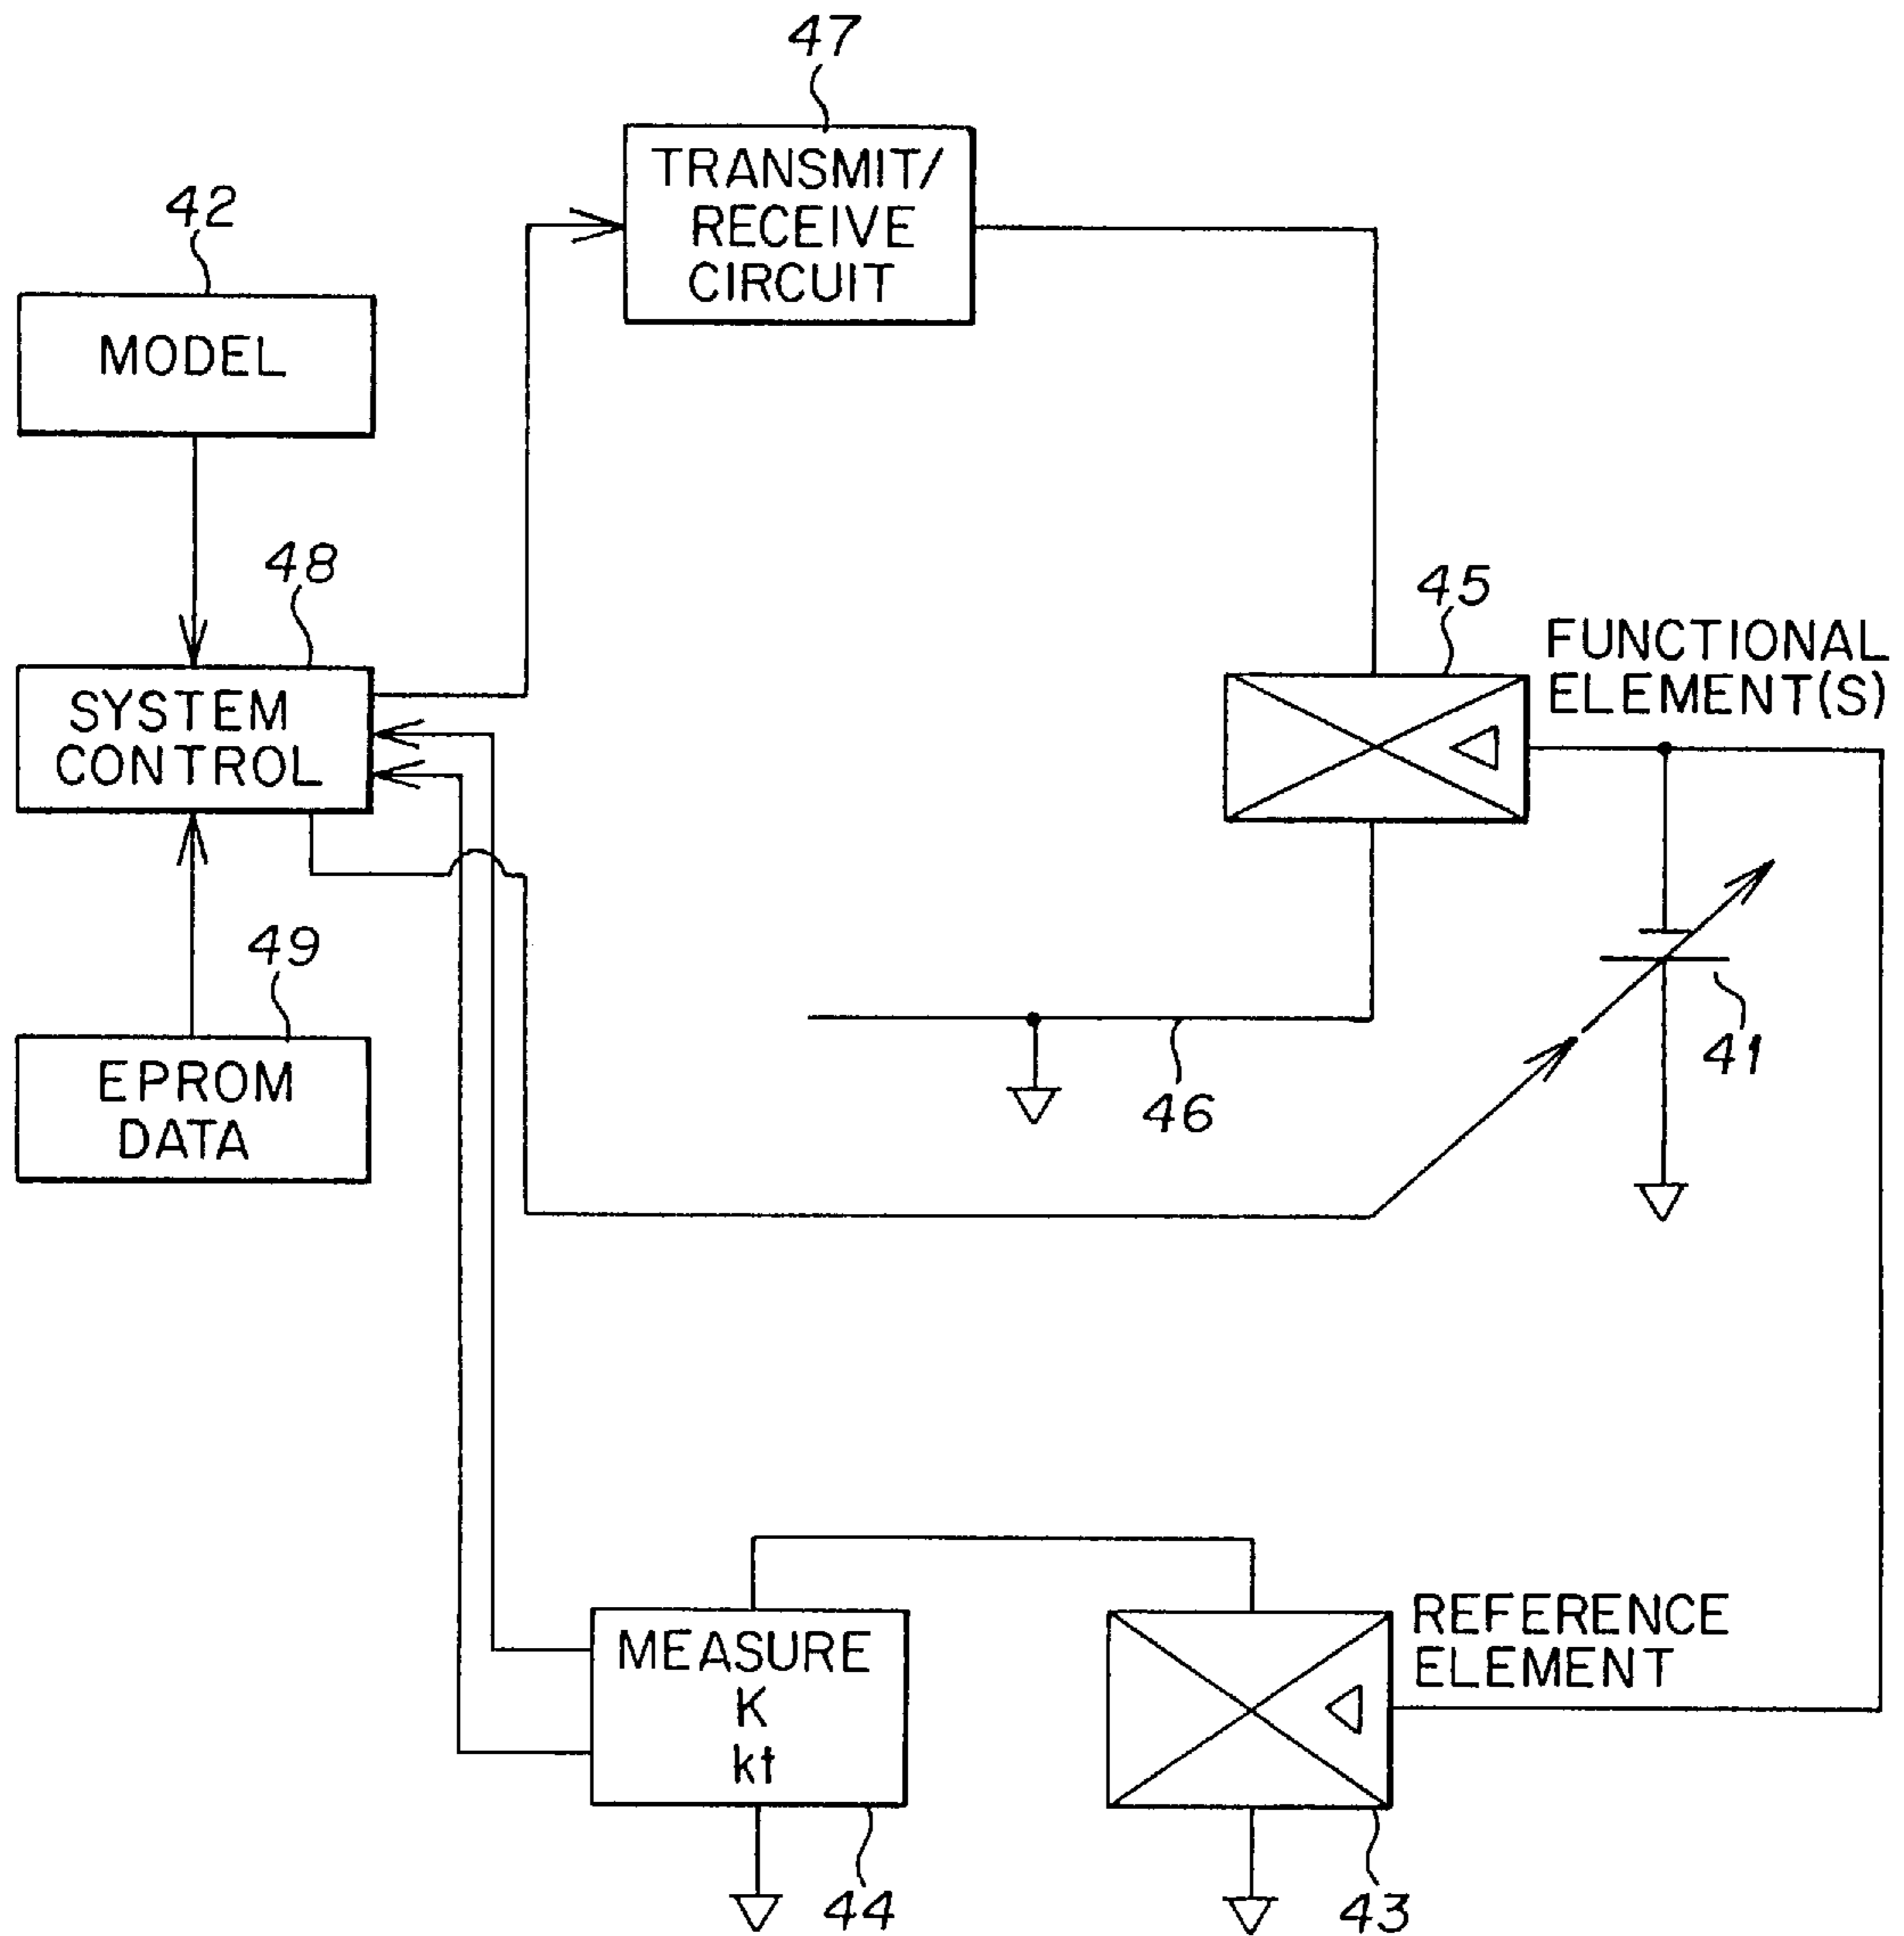 47
TRANSMIT/
RECEIVE
CIRCUIT
42
MODEL
48
SYSTEM
CONTROL
45
FUNCTIONAL
ELEMENT(S)
49
EPROM
DATA
41
46
MEASURE
K
kt
44
REFERENCE
ELEMENT
43